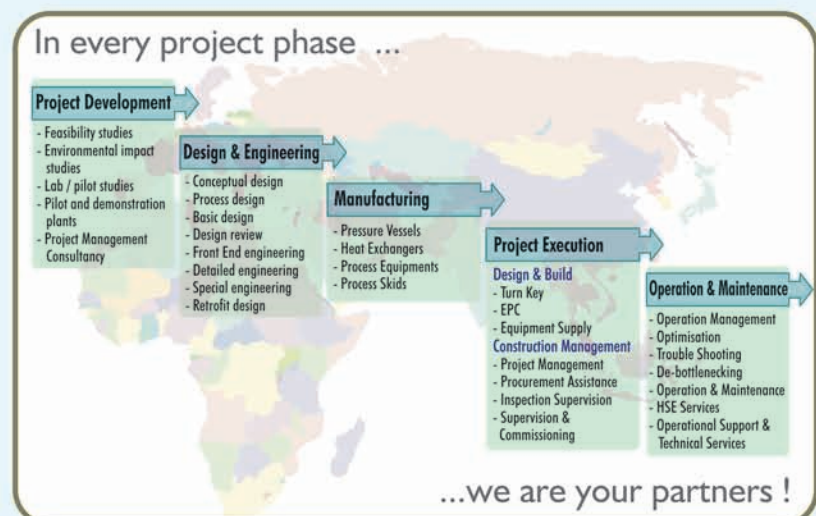 In every project phase ...
Project Development
- Feasibility studies
- Environmental impact
studies
- Lab / pilot studies
- Pilot and demonstration
plants
- Project Management
Consultancy
Design & Engineering
- Conceptual design
- Process design
- Basic design
- Design review
- Front End engineering
- Detailed engineering
- Special engineering
- Retrofit design
Manufacturing
- Pressure Vessels
- Heat Exchangers
- Process Equipments
- Process Skids
Project Execution
Design & Build
- Turn Key
- EPC
- Equipment Supply
Construction Management
- Project Management
- Procurement Assistance
- Inspection Supervision
- Supervision &
Commissioning
Operation & Maintenance
- Operation Management
- Optimisation
- Trouble Shooting
- De-bottlenecking
- Operation & Maintenance
- HSE Services
- Operational Support &
Technical Services
...we are your partners !